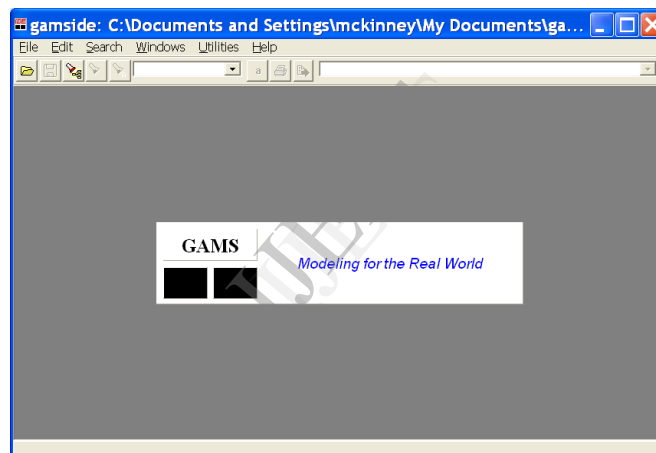 gamside: C:\Documents and Settings\mckinney\My Documents\ga...
File Edit Search Windows Utilities Help
a
GAMS
Modeling for the Real World